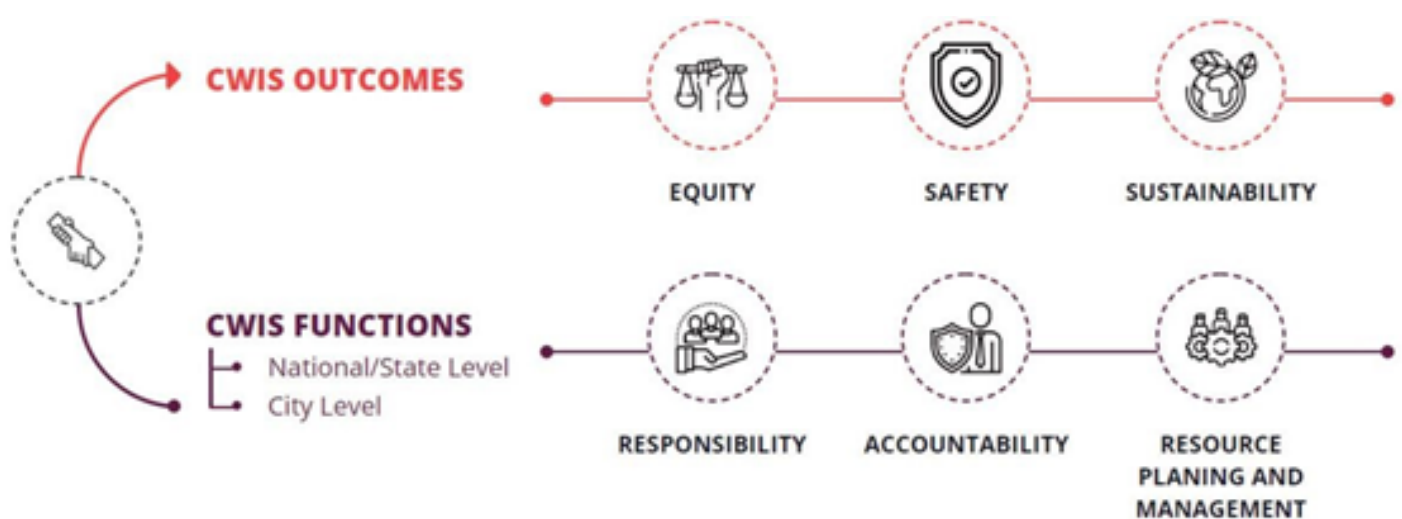 CWIS OUTCOMES
EQUITY
SAFETY
SUSTAINABILITY
CWIS FUNCTIONS
National/State Level
City Level
RESPONSIBILITY
ACCOUNTABILITY
RESOURCE
PLANING AND
MANAGEMENT